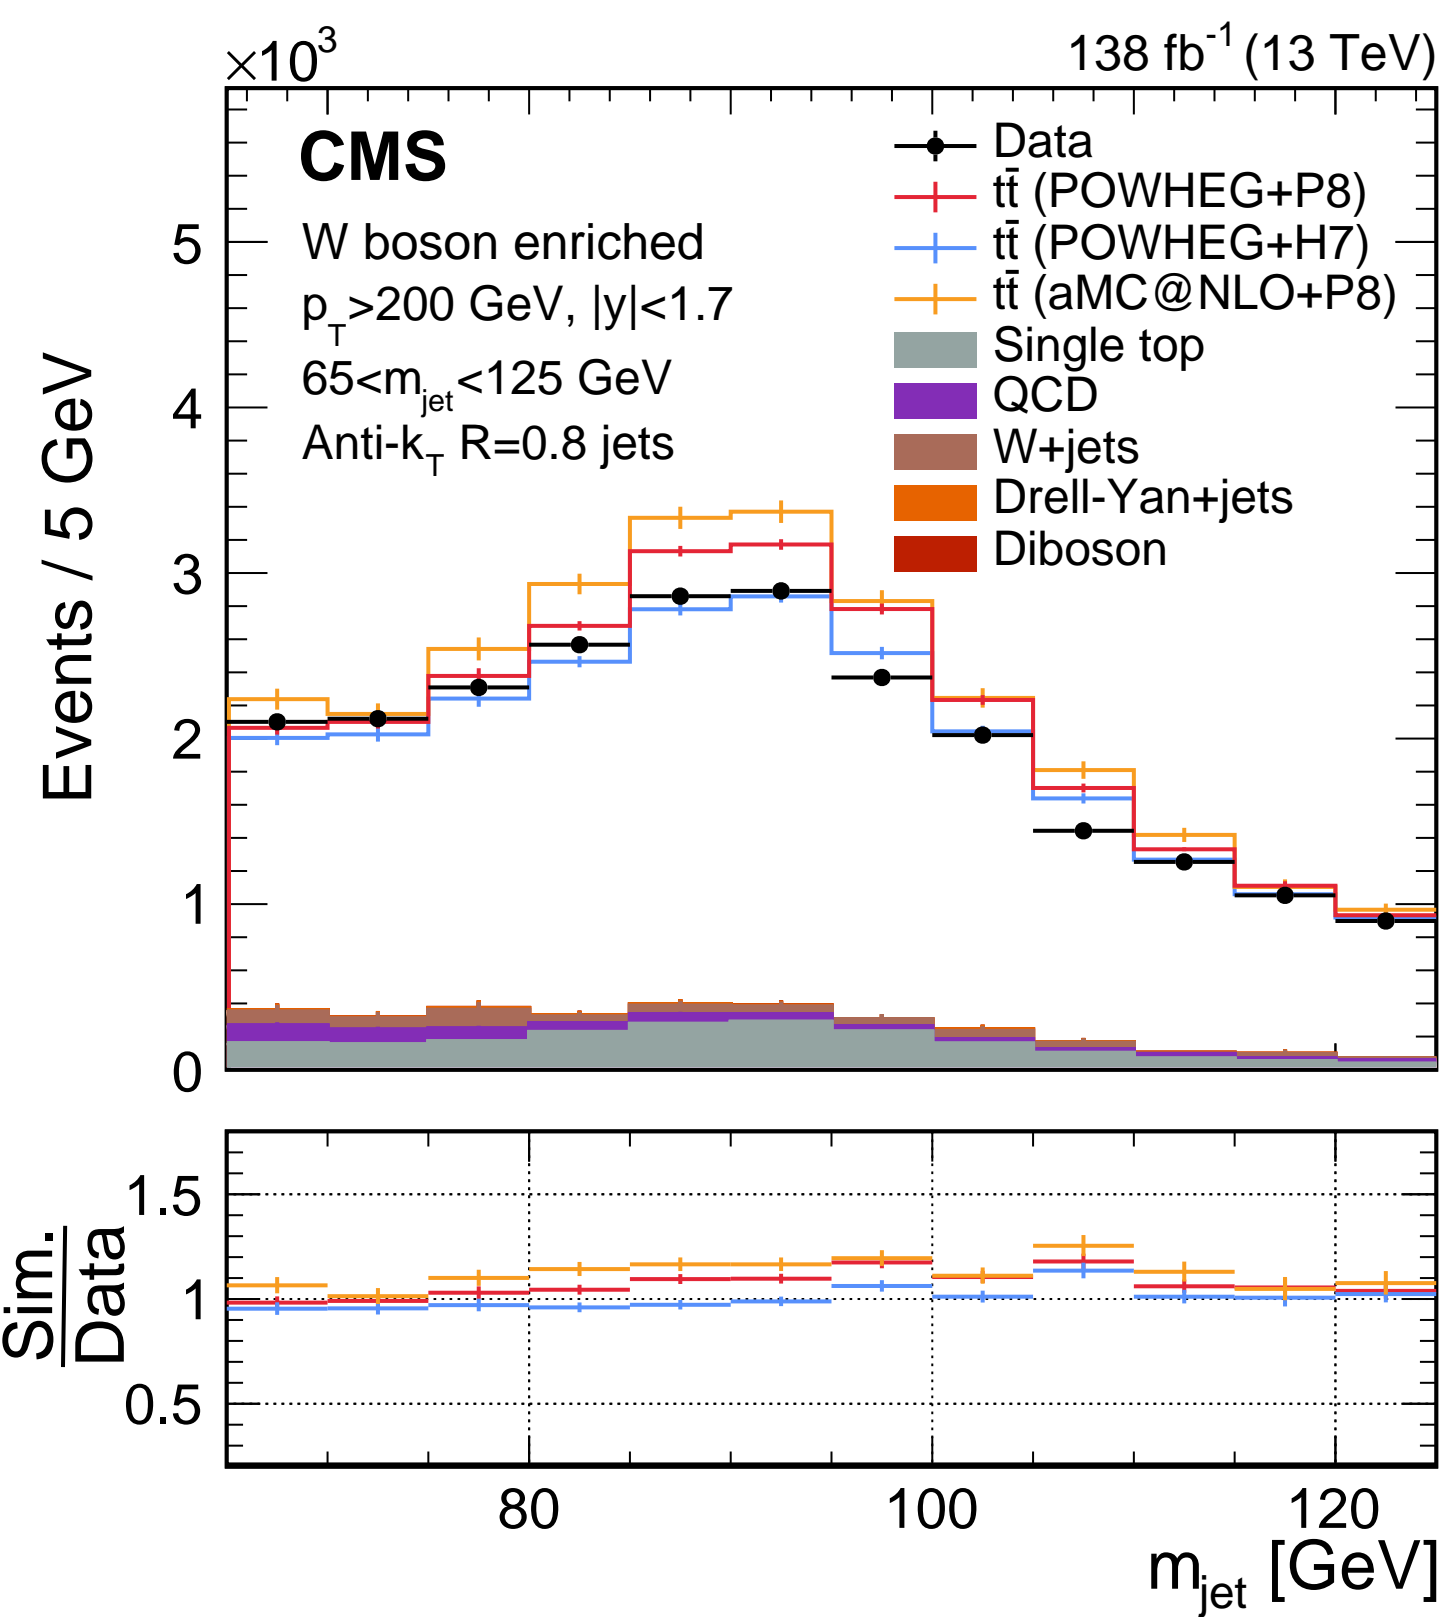 ×10³ 138 fb⁻¹ (13 TeV)
CMS
W boson enriched
p_T>200 GeV, |y|<1.7
65<m_jet<125 GeV
Anti-k_T R=0.8 jets
Data
tt̄ (POWHEG+P8)
tt̄ (POWHEG+H7)
tt̄ (aMC@NLO+P8)
Single top
QCD
W+jets
Drell-Yan+jets
Diboson
Events / 5 GeV
5
4
3
2
1
0
Sim.
Data
1.5
1
0.5
80 100 120
m_jet [GeV]